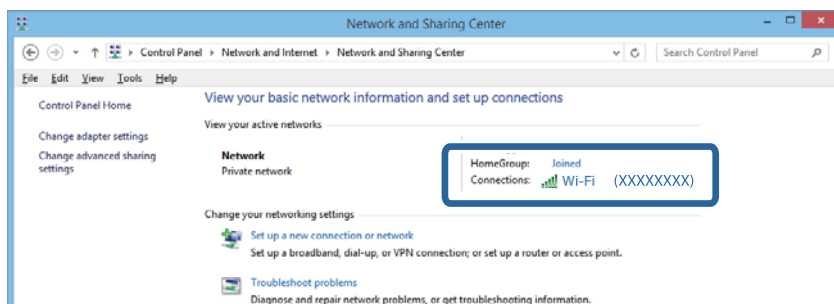 Network and Sharing Center
Control Panel Network and Internet Network and Sharing Center Search Control Panel
File Edit View Tools Help
Control Panel Home
Change adapter settings
Change advanced sharing
settings
View your basic network information and set up connections
View your active networks
Network
Private network
HomeGroup: Joined
Connections: Wi-Fi (XXXXXXXX)
Change your networking settings
Set up a new connection or network
Set up a broadband, dial-up, or VPN connection; or set up a router or access point.
Troubleshoot problems
Diagnose and repair network problems, or get troubleshooting information.